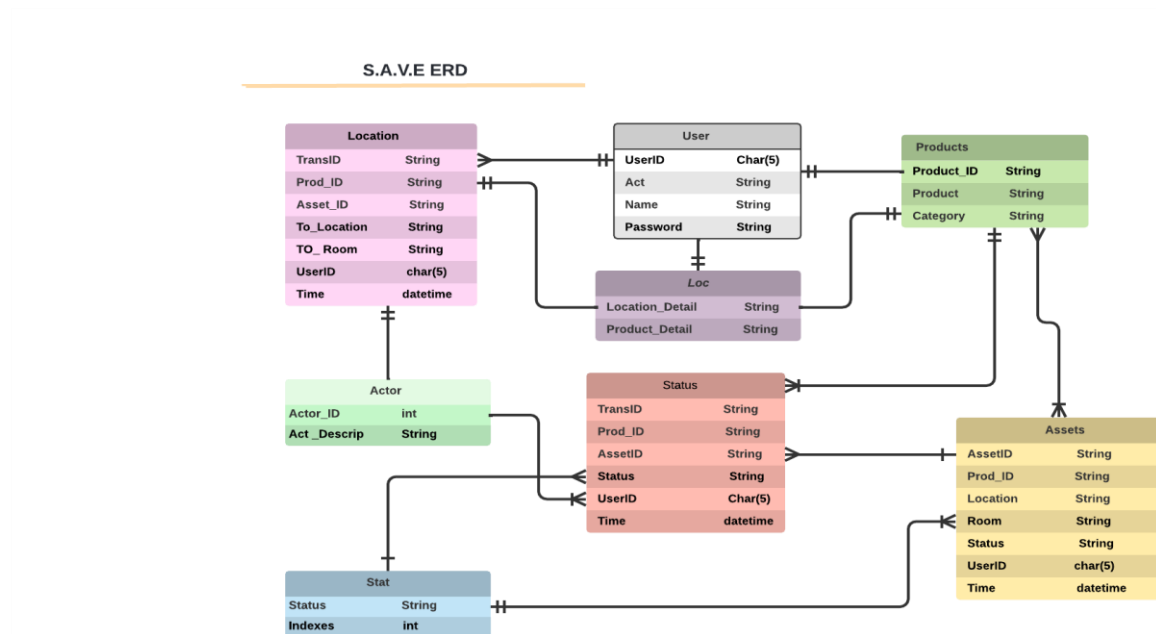 S.A.V.E ERD
Location
TransID String
Prod_ID String
Asset_ID String
To_Location String
TO_ Room String
UserID char(5)
Time datetime
User
UserID Char(5)
Act String
Name String
Password String
Products
Product_ID String
Product String
Category String
Loc
Location_Detail String
Product_Detail String
Actor
Actor_ID int
Act _Descrip String
Status
TransID String
Prod_ID String
AssetID String
Status String
UserID Char(5)
Time datetime
Assets
AssetID String
Prod_ID String
Location String
Room String
Status String
UserID char(5)
Time datetime
Stat
Status String
Indexes int